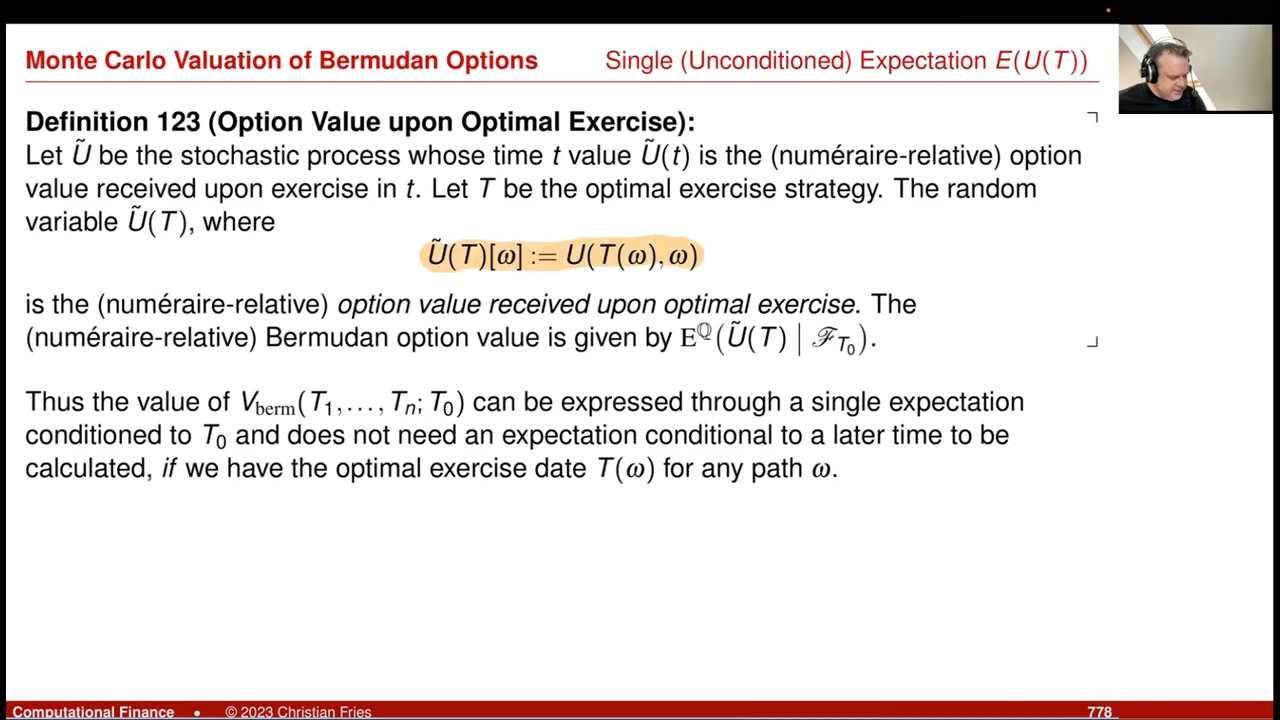 Monte Carlo Valuation of Bermudan Options Single (Unconditioned) Expectation E(U(T))
Definition 123 (Option Value upon Optimal Exercise):
Let Ũ be the stochastic process whose time t value Ũ(t) is the (numéraire-relative) option
value received upon exercise in t. Let T be the optimal exercise strategy. The random
variable Ũ(T), where
Ũ(T)[ω] := U(T(ω), ω)
is the (numéraire-relative) option value received upon optimal exercise. The
(numéraire-relative) Bermudan option value is given by E^ℚ(Ũ(T) | ℱ_{T₀}).
Thus the value of V_berm(T₁,…,Tₙ; T₀) can be expressed through a single expectation
conditioned to T₀ and does not need an expectation conditional to a later time to be
calculated, if we have the optimal exercise date T(ω) for any path ω.
Computational Finance • © 2023 Christian Fries 778